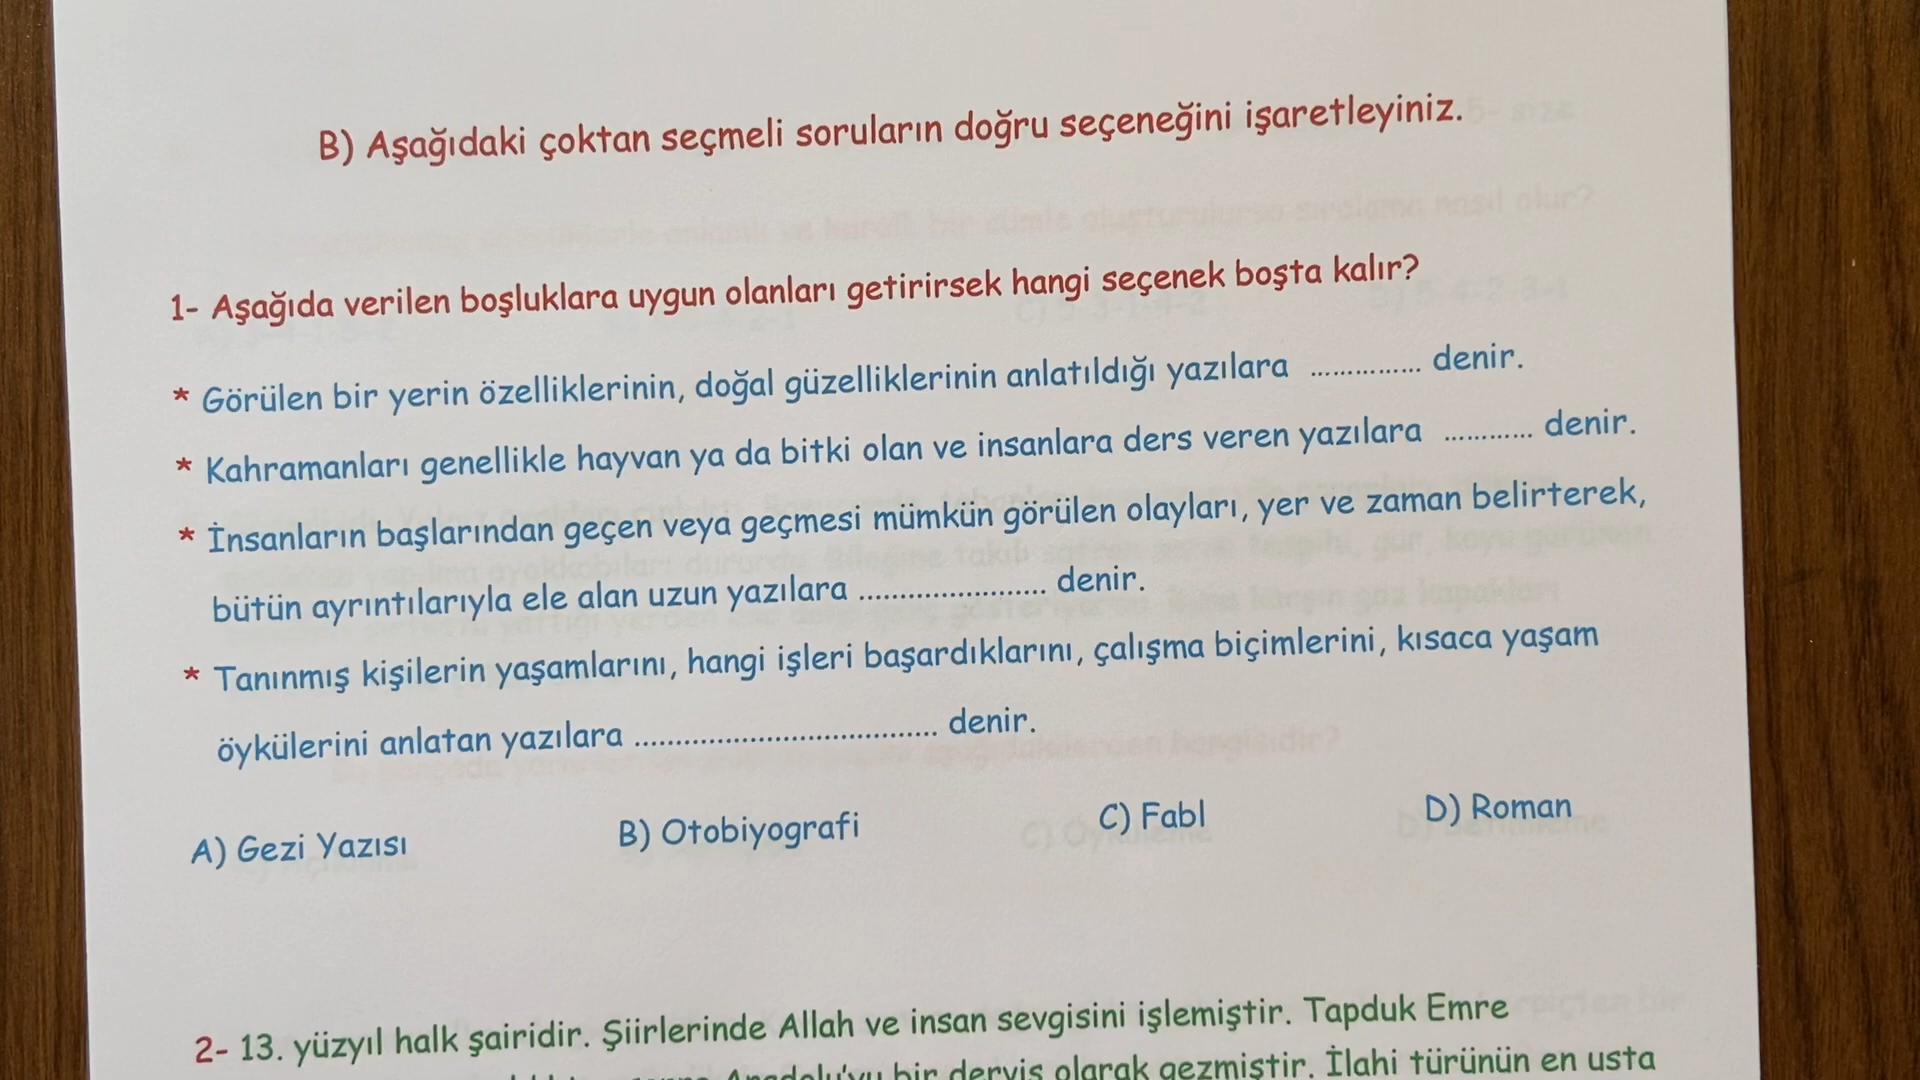 B) Aşağıdaki çoktan seçmeli soruların doğru seçeneğini işaretleyiniz.
1- Aşağıda verilen boşluklara uygun olanları getirirsek hangi seçenek boşta kalır?
* Görülen bir yerin özelliklerinin, doğal güzelliklerinin anlatıldığı yazılara ............... denir.
* Kahramanları genellikle hayvan ya da bitki olan ve insanlara ders veren yazılara ............ denir.
* İnsanların başlarından geçen veya geçmesi mümkün görülen olayları, yer ve zaman belirterek,
bütün ayrıntılarıyla ele alan uzun yazılara ........................ denir.
* Tanınmış kişilerin yaşamlarını, hangi işleri başardıklarını, çalışma biçimlerini, kısaca yaşam
öykülerini anlatan yazılara ....................................... denir.
A) Gezi Yazısı B) Otobiyografi C) Fabl D) Roman
2- 13. yüzyıl halk şairidir. Şiirlerinde Allah ve insan sevgisini işlemiştir. Tapduk Emre
Anadolu'yu bir derviş olarak gezmiştir. İlahi türünün en usta